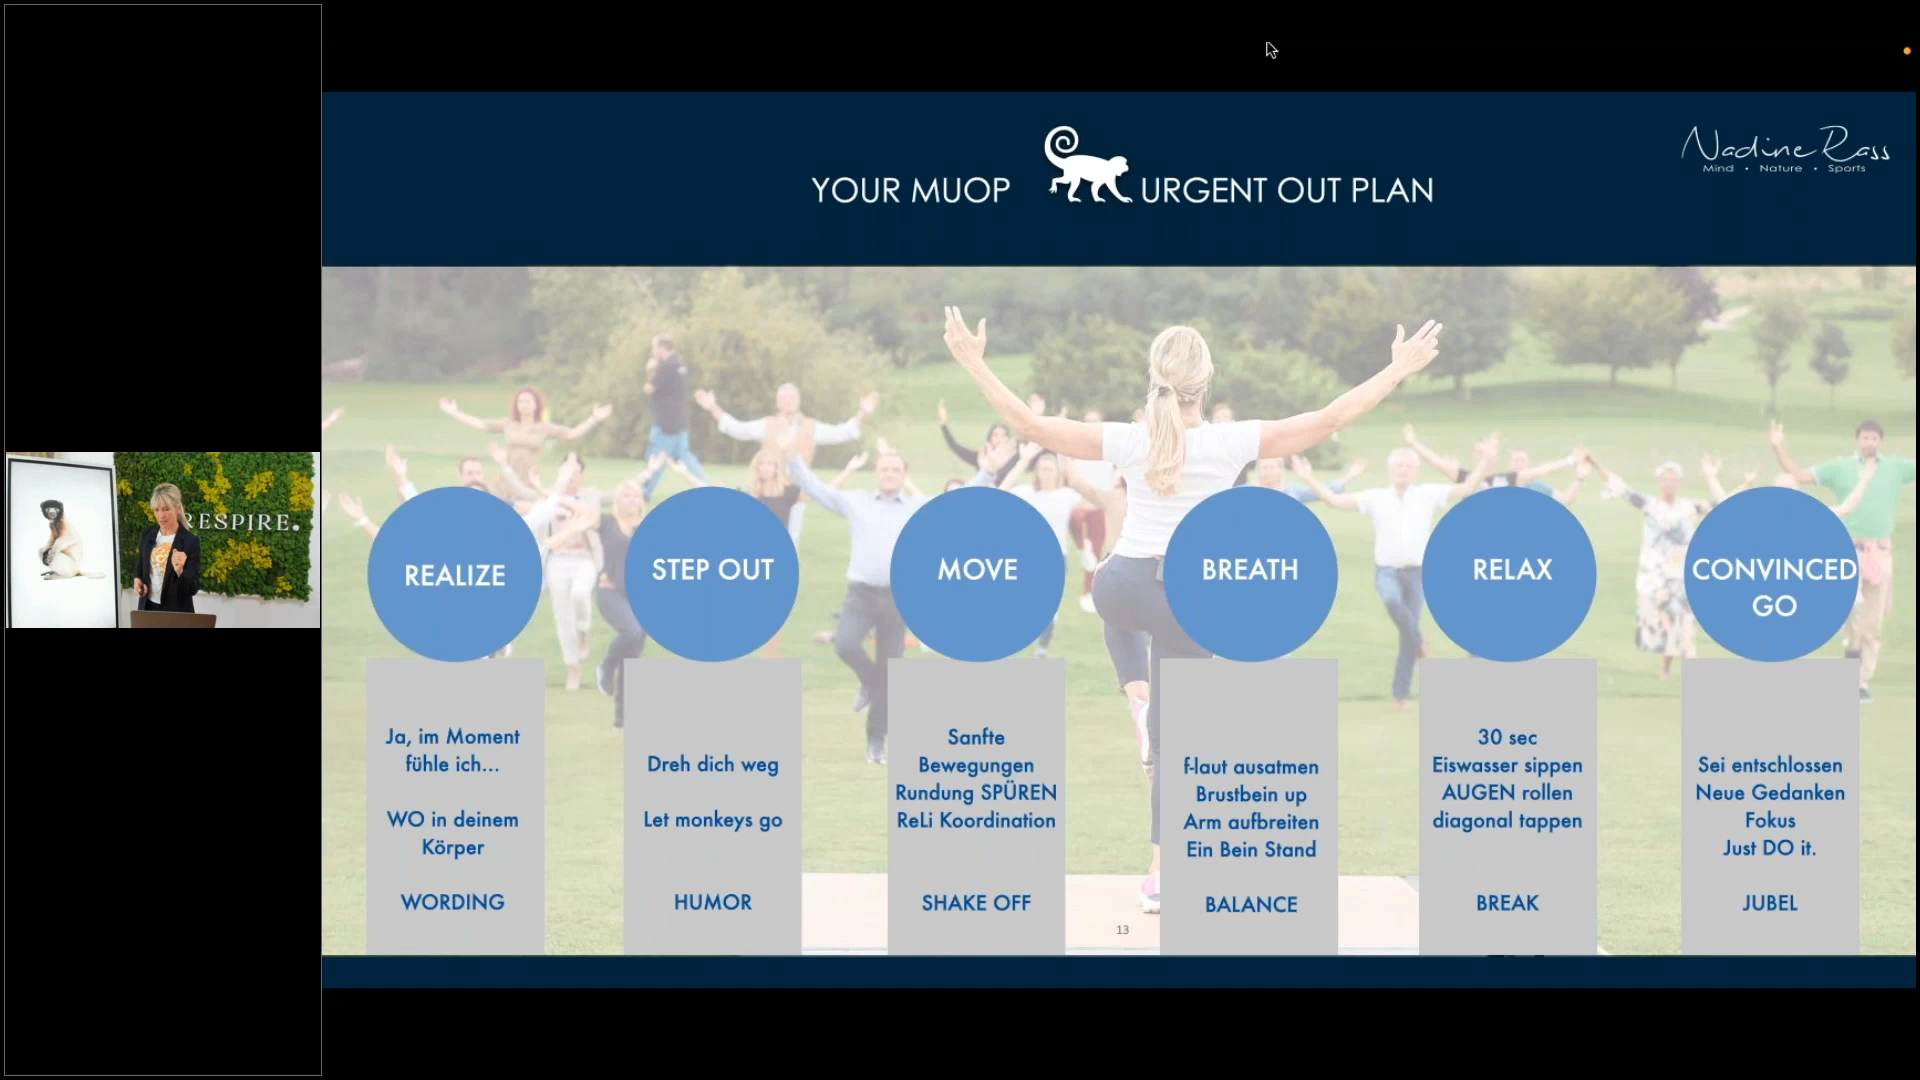 YOUR MUOP URGENT OUT PLAN
Nadine Rass
Mind • Nature • Sports
RESPIRE.
REALIZE
Ja, im Moment
fühle ich...
WO in deinem
Körper
WORDING
STEP OUT
Dreh dich weg
Let monkeys go
HUMOR
MOVE
Sanfte
Bewegungen
Rundung SPÜREN
ReLi Koordination
SHAKE OFF
BREATH
f-laut ausatmen
Brustbein up
Arm aufbreiten
Ein Bein Stand
BALANCE
RELAX
30 sec
Eiswasser sippen
AUGEN rollen
diagonal tappen
BREAK
CONVINCED
GO
Sei entschlossen
Neue Gedanken
Fokus
Just DO it.
JUBEL
13